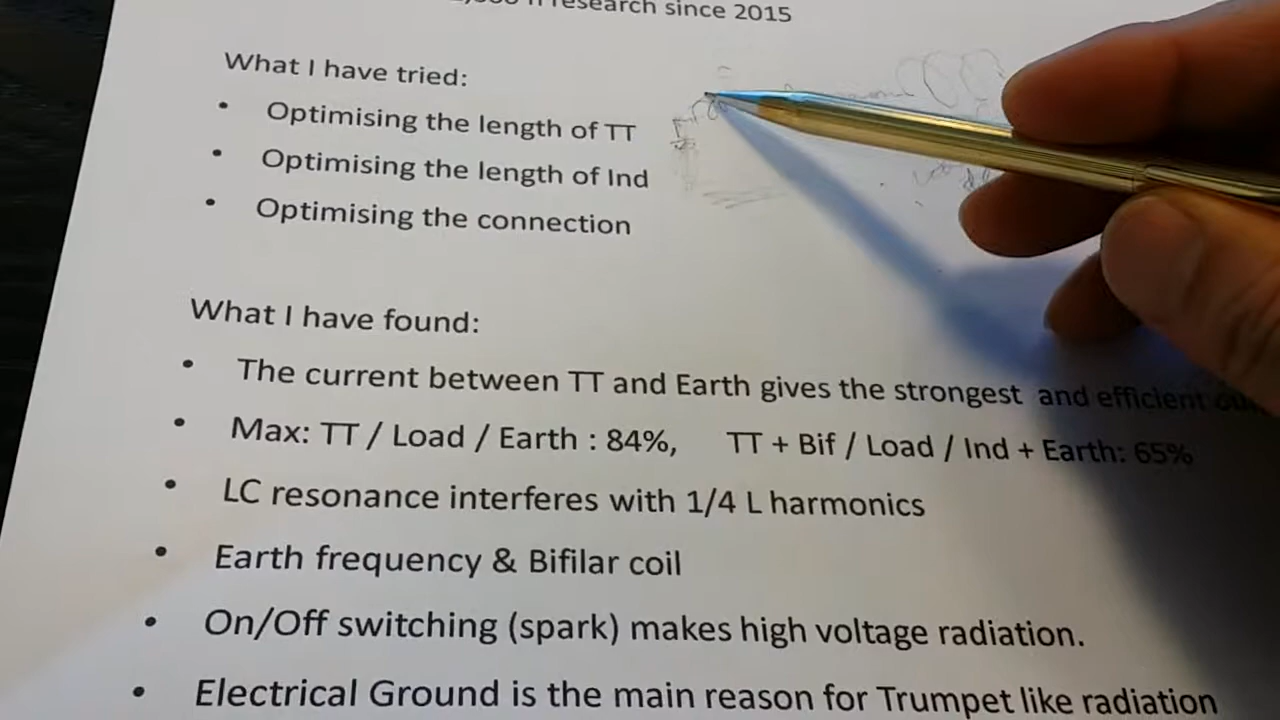 research since 2015
What I have tried:
• Optimising the length of TT
• Optimising the length of Ind
• Optimising the connection
What I have found:
• The current between TT and Earth gives the strongest and efficient
• Max: TT / Load / Earth : 84%, TT + Bif / Load / Ind + Earth: 65%
• LC resonance interferes with 1/4 L harmonics
• Earth frequency & Bifilar coil
• On/Off switching (spark) makes high voltage radiation.
• Electrical Ground is the main reason for Trumpet like radiation